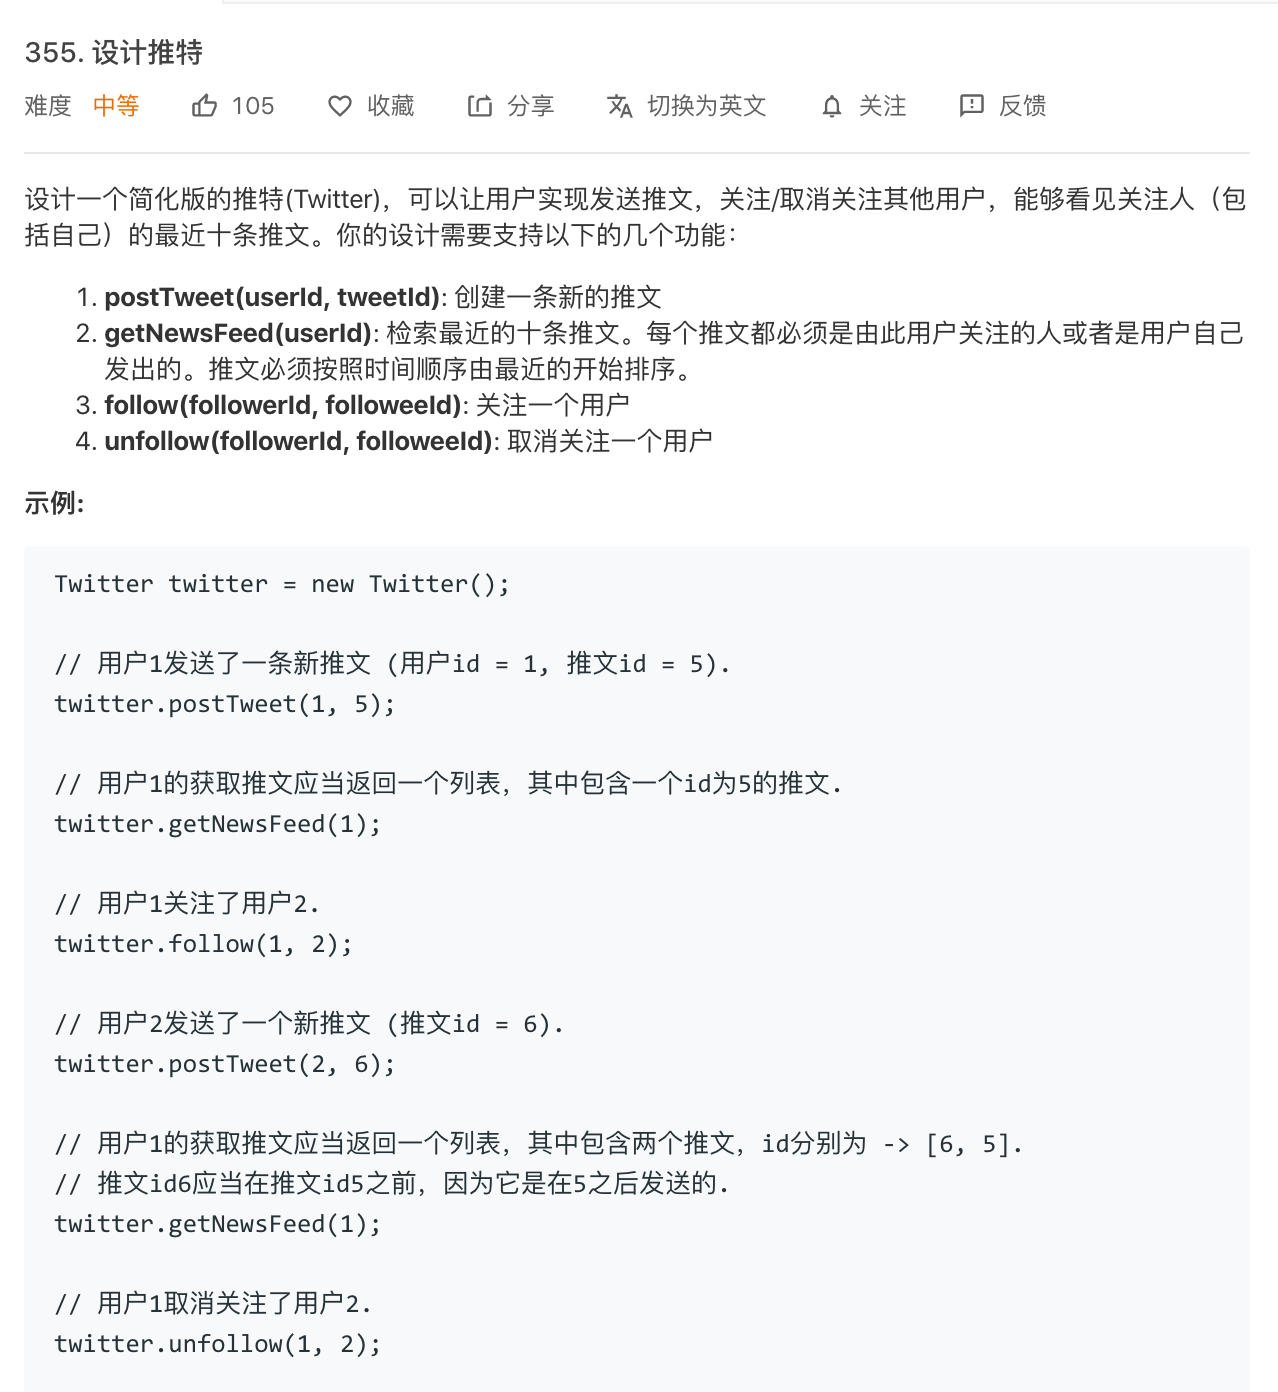 355. 设计推特
难度 中等 105 收藏 分享 切换为英文 关注 反馈
设计一个简化版的推特(Twitter)，可以让用户实现发送推文，关注/取消关注其他用户，能够看见关注人（包
括自己）的最近十条推文。你的设计需要支持以下的几个功能：
1. postTweet(userId, tweetId): 创建一条新的推文
2. getNewsFeed(userId): 检索最近的十条推文。每个推文都必须是由此用户关注的人或者是用户自己
发出的。推文必须按照时间顺序由最近的开始排序。
3. follow(followerId, followeeId): 关注一个用户
4. unfollow(followerId, followeeId): 取消关注一个用户
示例:
Twitter twitter = new Twitter();
// 用户1发送了一条新推文 (用户id = 1, 推文id = 5).
twitter.postTweet(1, 5);
// 用户1的获取推文应当返回一个列表，其中包含一个id为5的推文.
twitter.getNewsFeed(1);
// 用户1关注了用户2.
twitter.follow(1, 2);
// 用户2发送了一个新推文 (推文id = 6).
twitter.postTweet(2, 6);
// 用户1的获取推文应当返回一个列表，其中包含两个推文，id分别为 -> [6, 5].
// 推文id6应当在推文id5之前，因为它是在5之后发送的.
twitter.getNewsFeed(1);
// 用户1取消关注了用户2.
twitter.unfollow(1, 2);